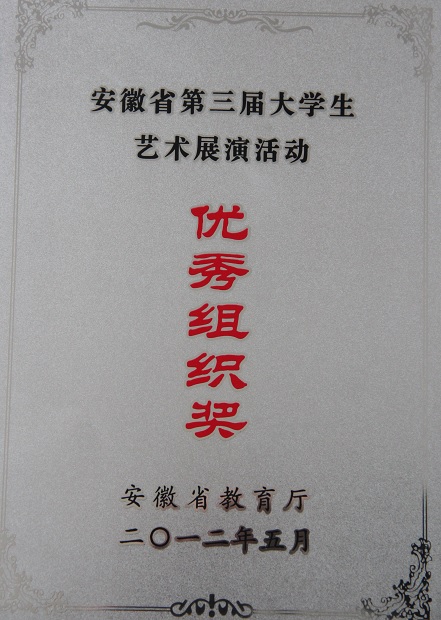 安徽省第三届大学生
艺术展演活动
优秀组织奖
安徽省教育厅
二〇一二年五月